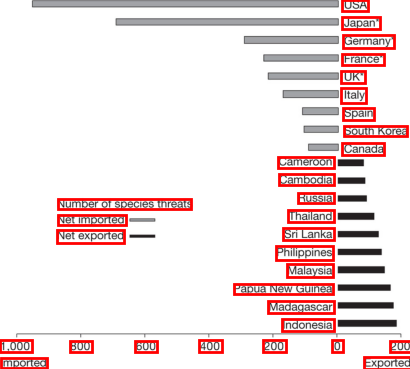 USA
Japan*
Germany*
France*
UK*
Italy
Spain
South Korea
Canada
Cameroon
Cambodia
Russia
Number of species threats
Thailand
Net imported
Sri Lanka
Net exported
Philippines
Malaysia
Papua New Guinea
Madagascar
Indonesia
1,000 800 600 400 200 0 200
Imported Exported